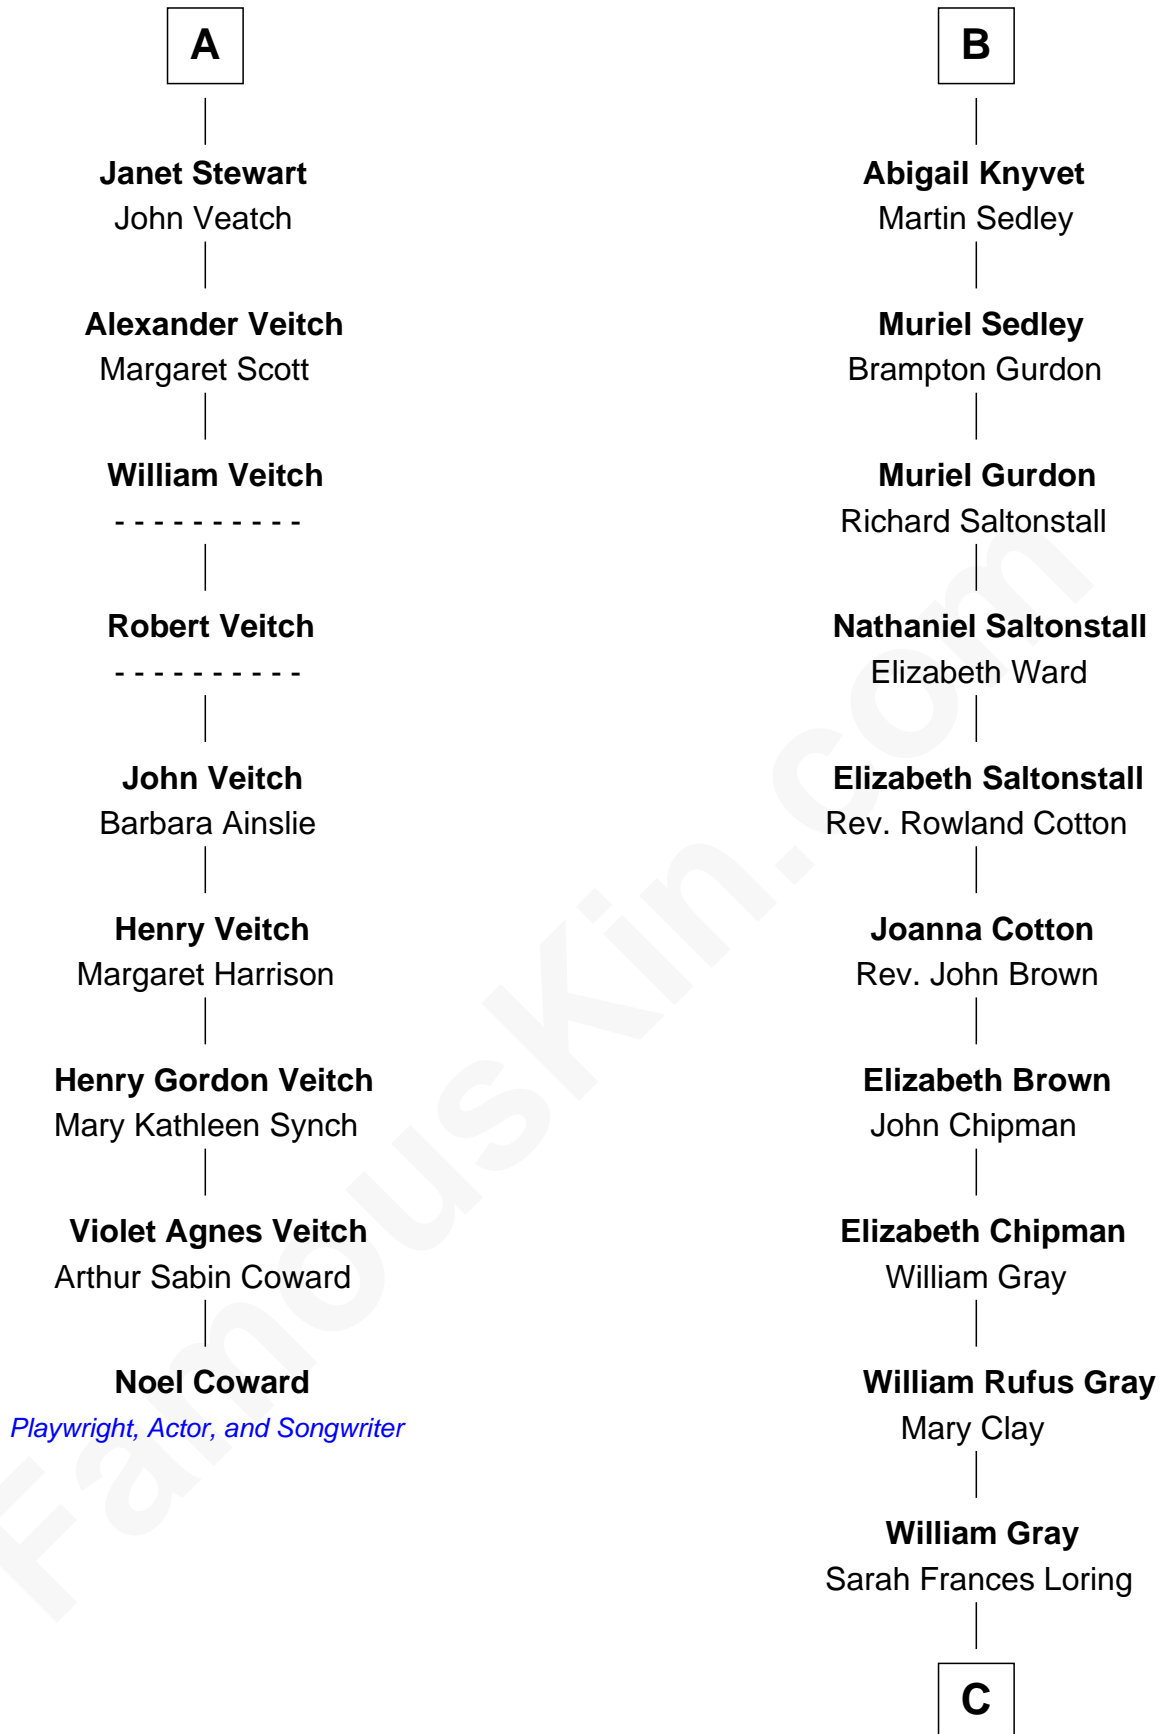 A
Janet Stewart
John Veatch
Alexander Veitch
Margaret Scott
William Veitch
- - - - - - - - - -
Robert Veitch
- - - - - - - - - -
John Veitch
Barbara Ainslie
Henry Veitch
Margaret Harrison
Henry Gordon Veitch
Mary Kathleen Synch
Violet Agnes Veitch
Arthur Sabin Coward
Noel Coward
Playwright, Actor, and Songwriter
B
Abigail Knyvet
Martin Sedley
Muriel Sedley
Brampton Gurdon
Muriel Gurdon
Richard Saltonstall
Nathaniel Saltonstall
Elizabeth Ward
Elizabeth Saltonstall
Rev. Rowland Cotton
Joanna Cotton
Rev. John Brown
Elizabeth Brown
John Chipman
Elizabeth Chipman
William Gray
William Rufus Gray
Mary Clay
William Gray
Sarah Frances Loring
C
FamousKin.com